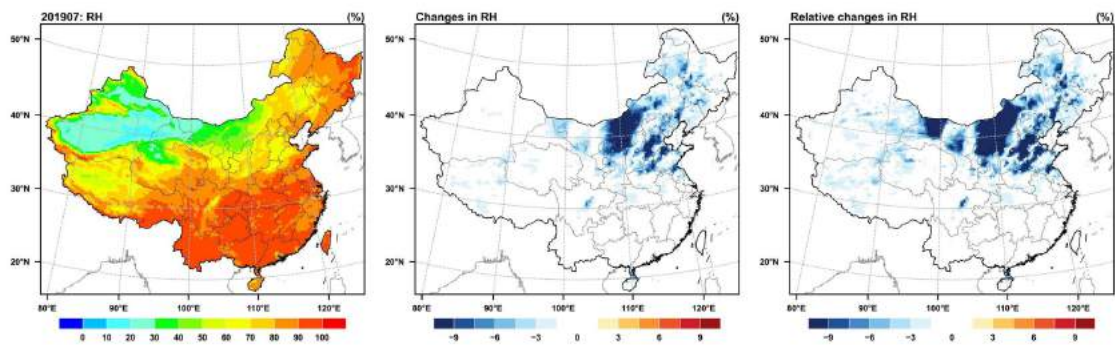 201907: RH (%)
50°N
40°N
30°N
20°N
80°E 90°E 100°E 110°E 120°E
0 10 20 30 40 50 60 70 80 90 100
Changes in RH (%)
50°N
40°N
30°N
20°N
80°E 90°E 100°E 110°E 120°E
−9 −6 −3 0 3 6 9
Relative changes in RH (%)
50°N
40°N
30°N
20°N
80°E 90°E 100°E 110°E 120°E
−9 −6 −3 0 3 6 9